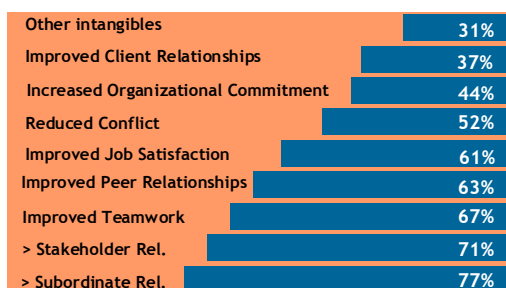 Other intangibles 31%
Improved Client Relationships 37%
Increased Organizational Commitment 44%
Reduced Conflict 52%
Improved Job Satisfaction 61%
Improved Peer Relationships 63%
Improved Teamwork 67%
> Stakeholder Rel. 71%
> Subordinate Rel. 77%